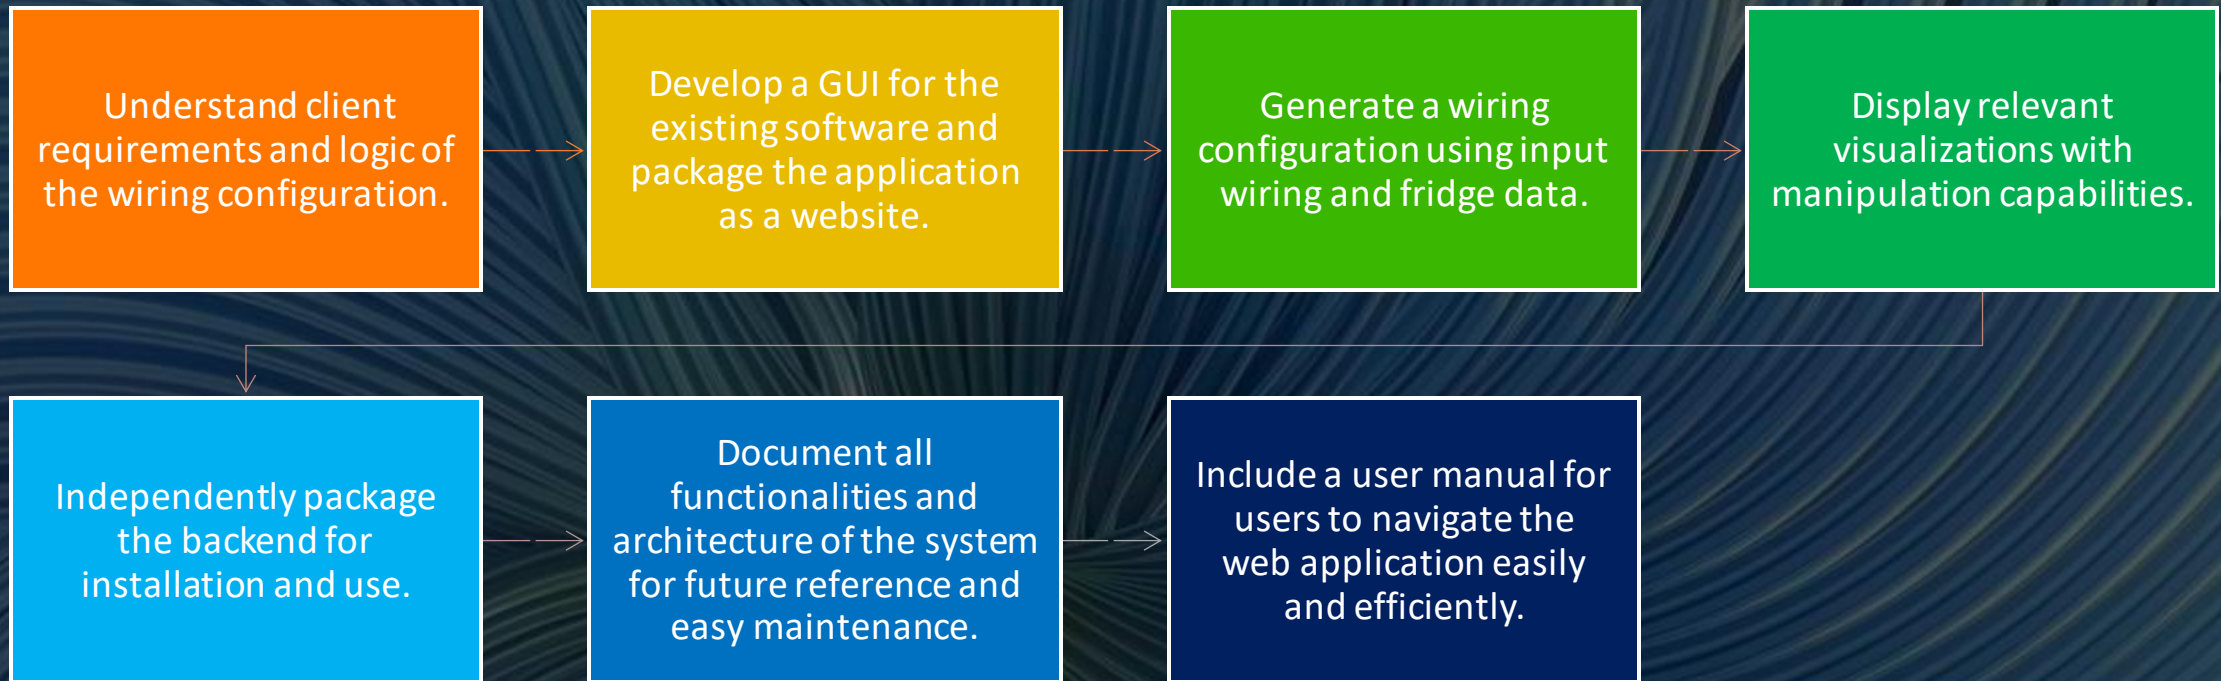 Understand client
requirements and logic of
the wiring configuration.
Develop a GUI for the
existing software and
package the application
as a website.
Generate a wiring
configuration using input
wiring and fridge data.
Display relevant
visualizations with
manipulation capabilities.
Independently package
the backend for
installation and use.
Document all
functionalities and
architecture of the system
for future reference and
easy maintenance.
Include a user manual for
users to navigate the
web application easily
and efficiently.